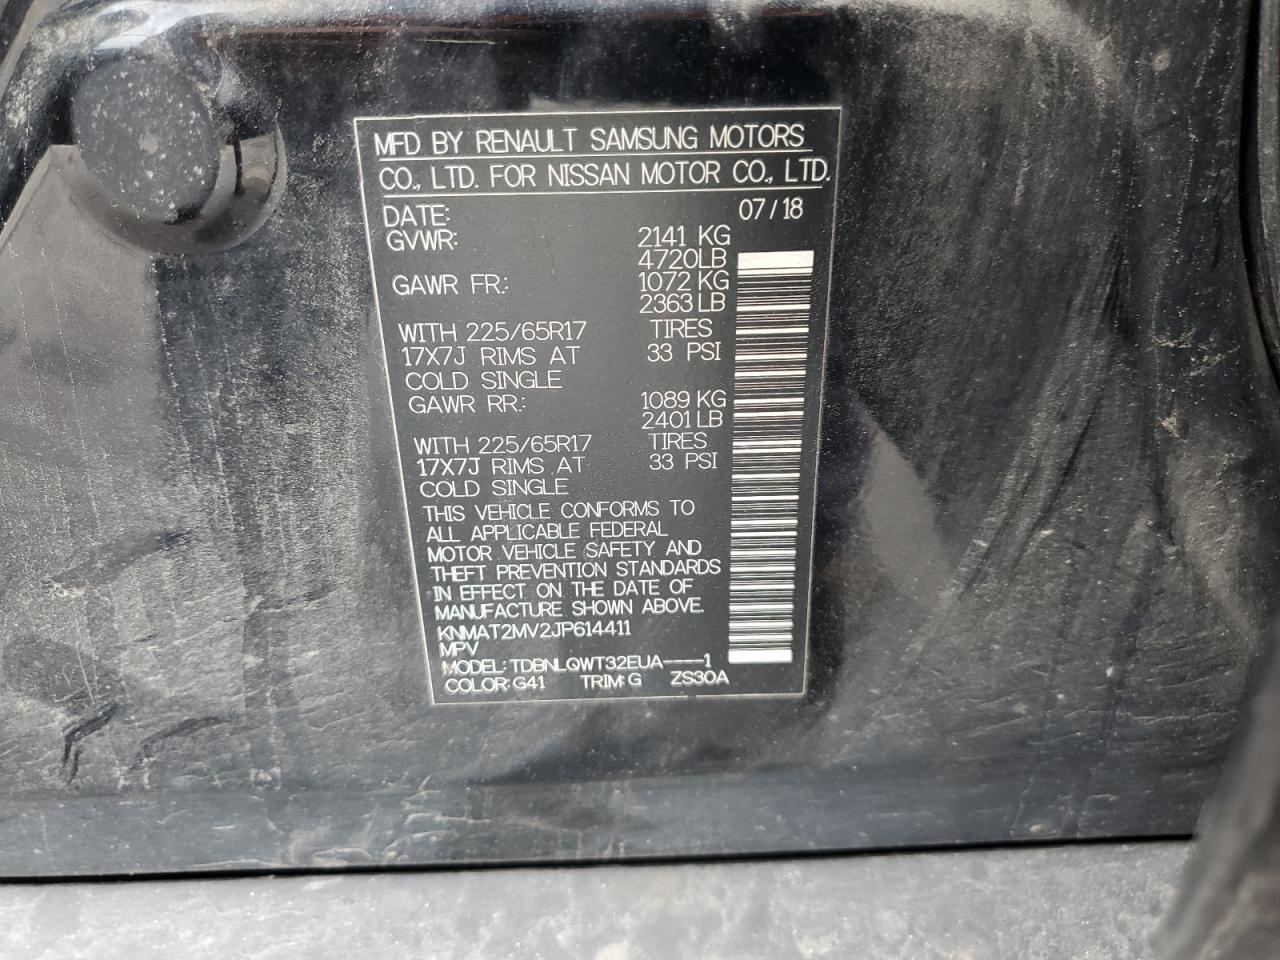 MFD BY RENAULT SAMSUNG MOTORS
CO., LTD. FOR NISSAN MOTOR CO., LTD.
DATE: 07/18
GVWR: 2141 KG
4720LB
GAWR FR.: 1072 KG
2363LB
WITH 225/65R17 TIRES
17X7J RIMS AT 33 PSI
COLD SINGLE
GAWR RR.: 1089 KG
2401LB
WITH 225/65R17 TIRES
17X7J RIMS AT 33 PSI
COLD SINGLE
THIS VEHICLE CONFORMS TO
ALL APPLICABLE FEDERAL
MOTOR VEHICLE SAFETY AND
THEFT PREVENTION STANDARDS
IN EFFECT ON THE DATE OF
MANUFACTURE SHOWN ABOVE.
KNMAT2MV2JP614411
MPV
MODEL: TDBNLQWT32EUA----1
COLOR: G41 TRIM: G ZS30A